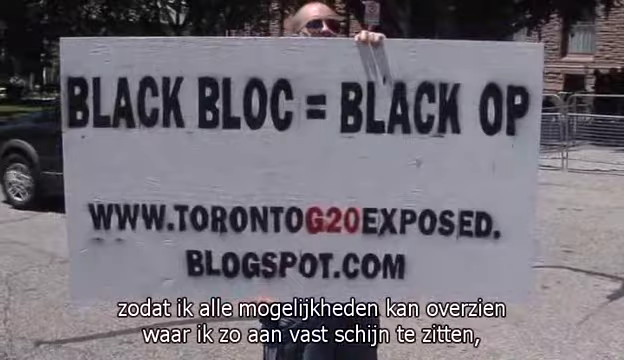 BLACK BLOC = BLACK OP
WWW.TORONTOG20EXPOSED.
BLOGSPOT.COM
zodat ik alle mogelijkheden kan overzien
waar ik zo aan vast schijn te zitten,